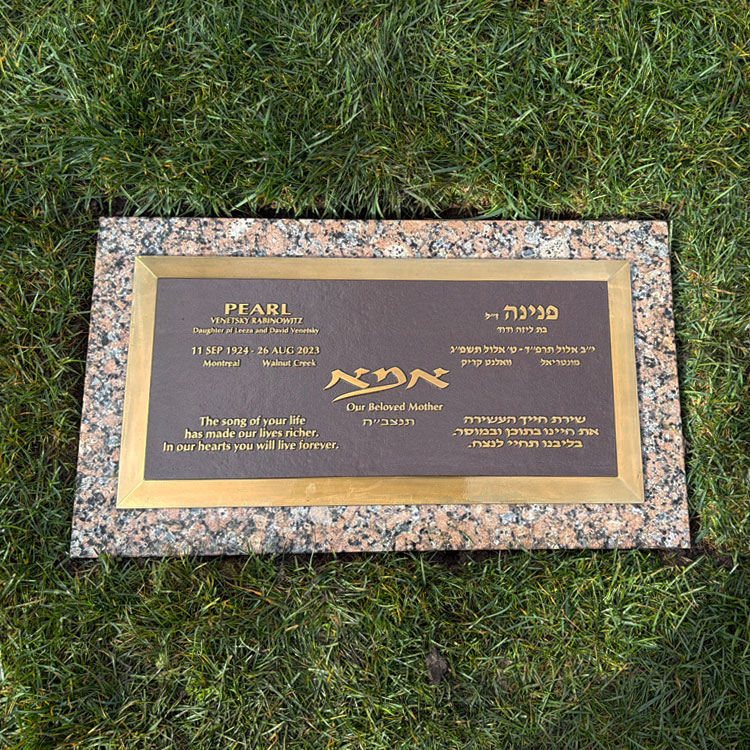 PEARL
VENETSKY RABINOWITZ
Daughter of Leeza and David Venetsky
11 SEP 1924 - 26 AUG 2023
Montreal Walnut Creek
פנינה ז״ל
בת ליזה ודוד
י״ב אלול תרפ״ד - ט׳ אלול תשפ״ג
מונטריאל וואלנט קריק
אמא
Our Beloved Mother
תנצב״ה
The song of your life
has made our lives richer.
In our hearts you will live forever.
שירת חייך העשירה
את חיינו בתוכן ובמוסר.
בליבנו תחיי לנצח.